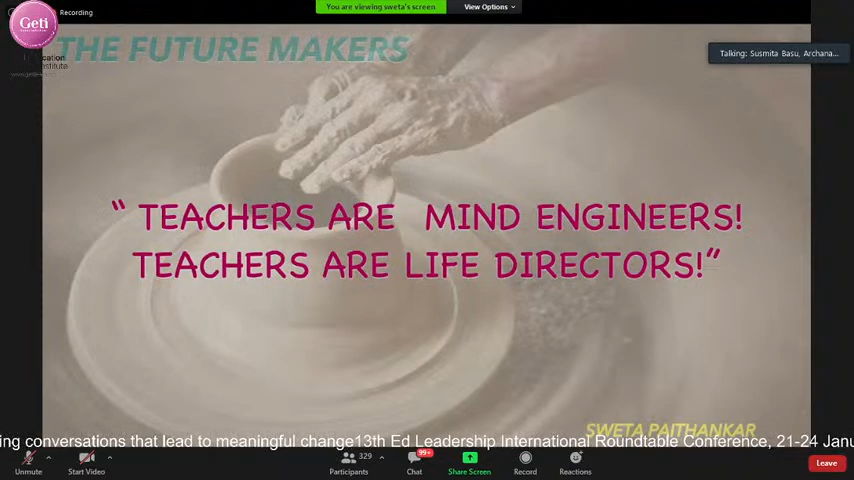 Geti
Recording
You are viewing sweta's screen
View Options
THE FUTURE MAKERS
cation
stitute
Talking: Susmita Basu, Archana...
“ TEACHERS ARE MIND ENGINEERS!
TEACHERS ARE LIFE DIRECTORS!”
SWETA PAITHANKAR
ing conversations that lead to meaningful change13th Ed Leadership International Roundtable Conference, 21-24 Janu
Unmute
Start Video
Participants
329
Chat
99+
Share Screen
Record
Reactions
Leave